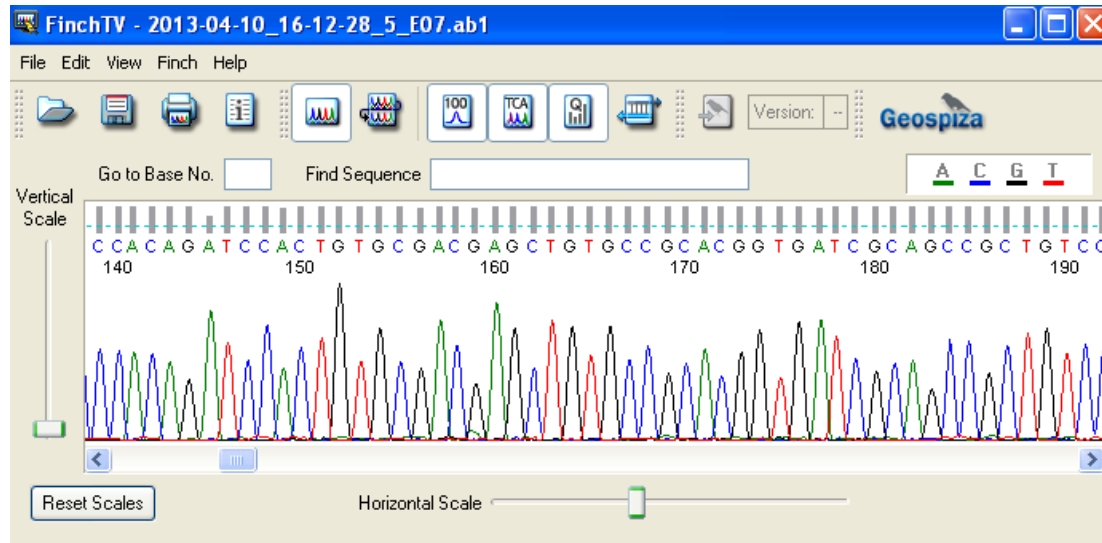 FinchTV - 2013-04-10_16-12-28_5_E07.ab1
File Edit View Finch Help
100 TCA Q Version: -- Geospiza
Go to Base No. Find Sequence A C G T
Vertical
Scale
C C A C A G A T C C A C T G T G C G A C G A G C T G T G C C G C A C G G T G A T C G C A G C C G C T G T C C
140 150 160 170 180 190
Reset Scales Horizontal Scale